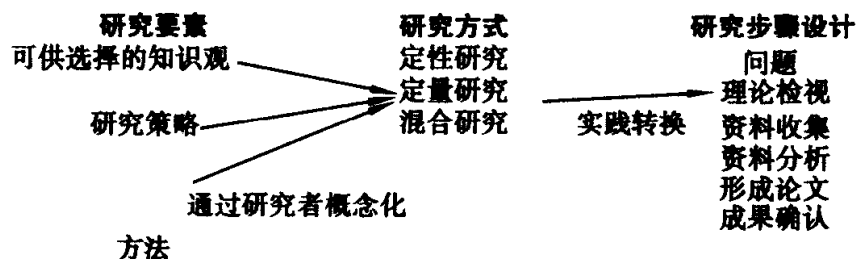 研究要素 研究方式 研究步骤设计
可供选择的知识观 定性研究 问题
定量研究 理论检视
研究策略 混合研究 实践转换 资料收集
资料分析
通过研究者概念化 形成论文
成果确认
方法